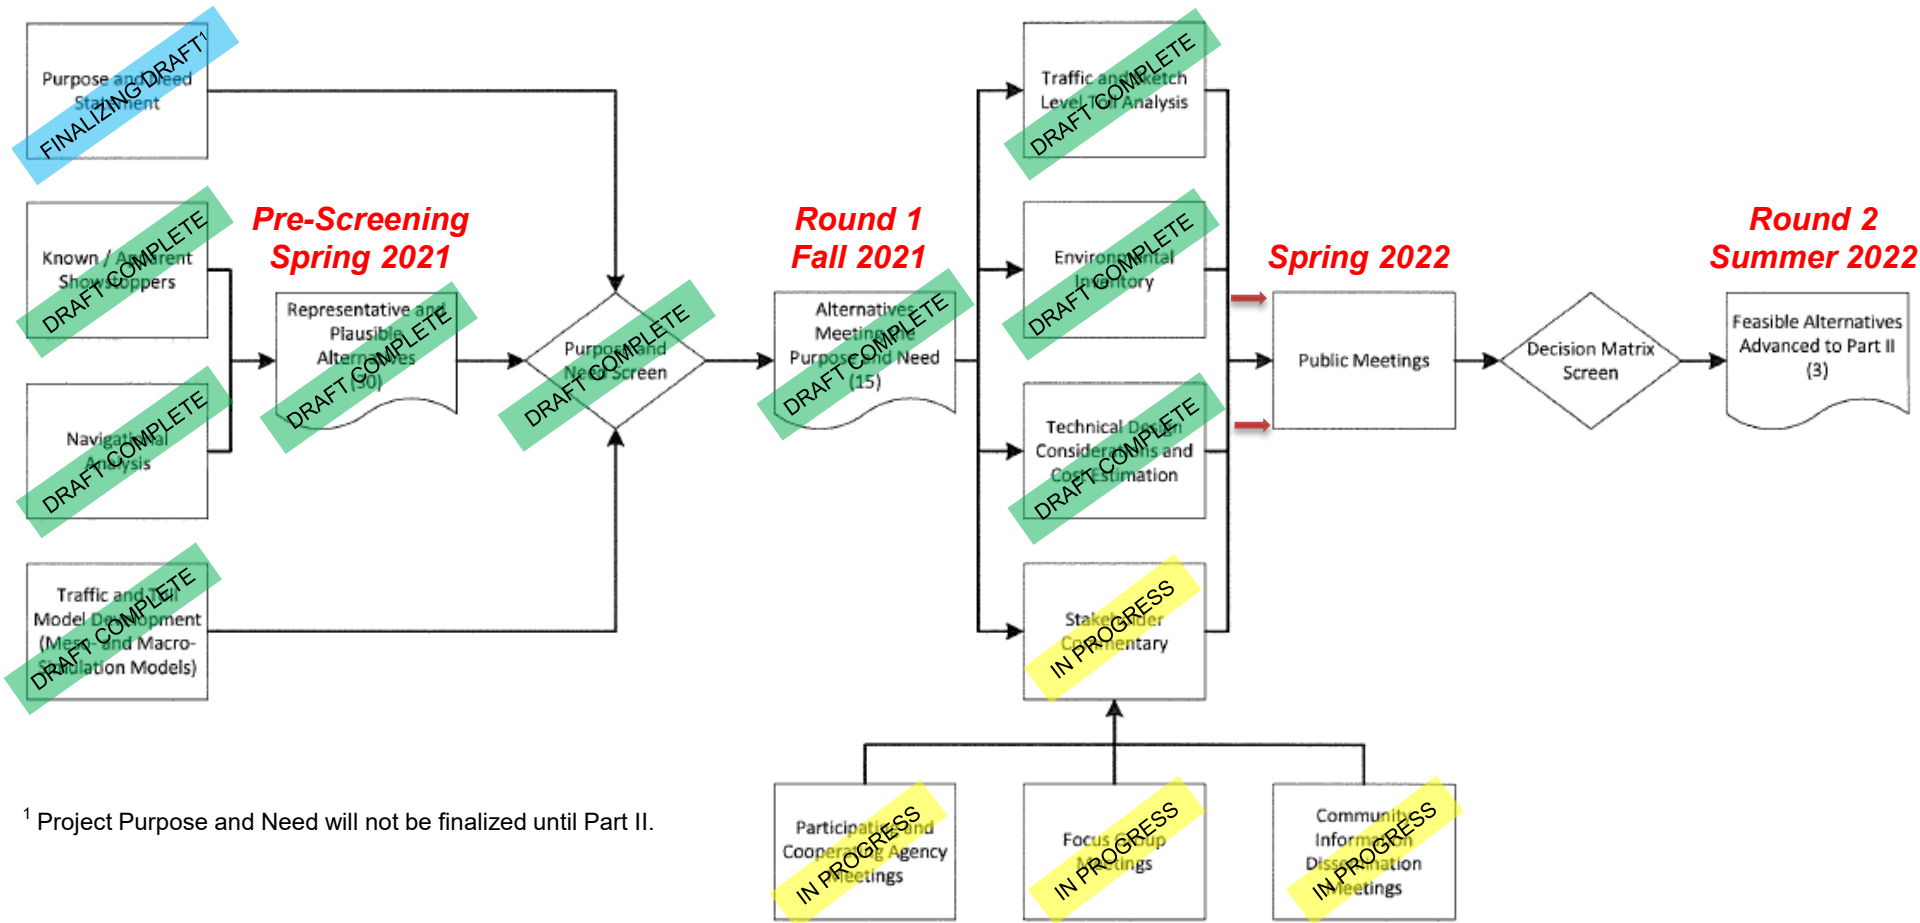 Purpose and Need
Statement
FINALIZING DRAFT¹
Known / Apparent
Showstoppers
DRAFT COMPLETE
Navigational
Analysis
DRAFT COMPLETE
Traffic and Toll
Model Development
(Meso- and Macro-
Simulation Models)
DRAFT COMPLETE
Pre-Screening
Spring 2021
Representative and
Plausible
Alternatives
(30)
DRAFT COMPLETE
Purpose and
Need Screen
DRAFT COMPLETE
Round 1
Fall 2021
Alternatives
Meeting the
Purpose and Need
(15)
DRAFT COMPLETE
Traffic and Sketch
Level Toll Analysis
DRAFT COMPLETE
Environmental
Inventory
DRAFT COMPLETE
Technical Design
Considerations and
Cost Estimation
DRAFT COMPLETE
Stakeholder
Commentary
IN PROGRESS
Participating and
Cooperating Agency
Meetings
IN PROGRESS
Focus Group
Meetings
IN PROGRESS
Community
Information
Dissemination
Meetings
IN PROGRESS
Spring 2022
Public Meetings
Decision Matrix
Screen
Round 2
Summer 2022
Feasible Alternatives
Advanced to Part II
(3)
¹ Project Purpose and Need will not be finalized until Part II.